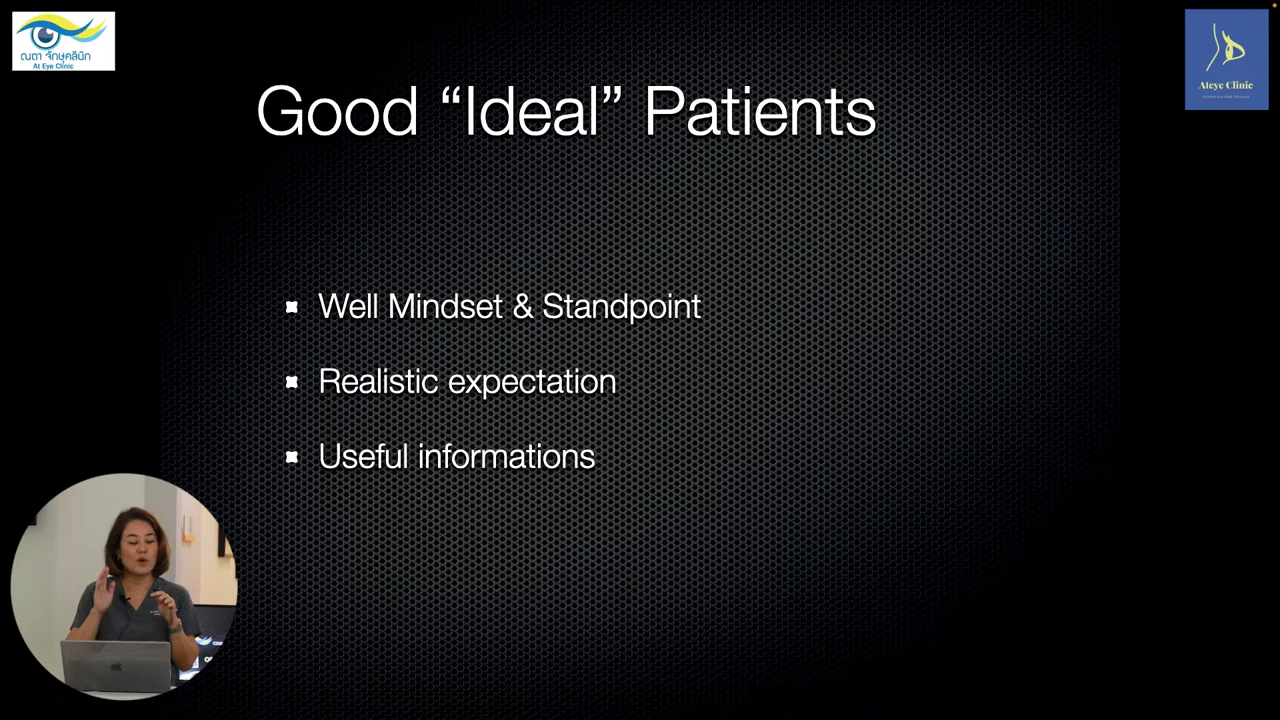 ณตา จักษุคลีนิก
At Eye Clinic
Ateye Clinic
Good “Ideal” Patients
Well Mindset & Standpoint
Realistic expectation
Useful informations